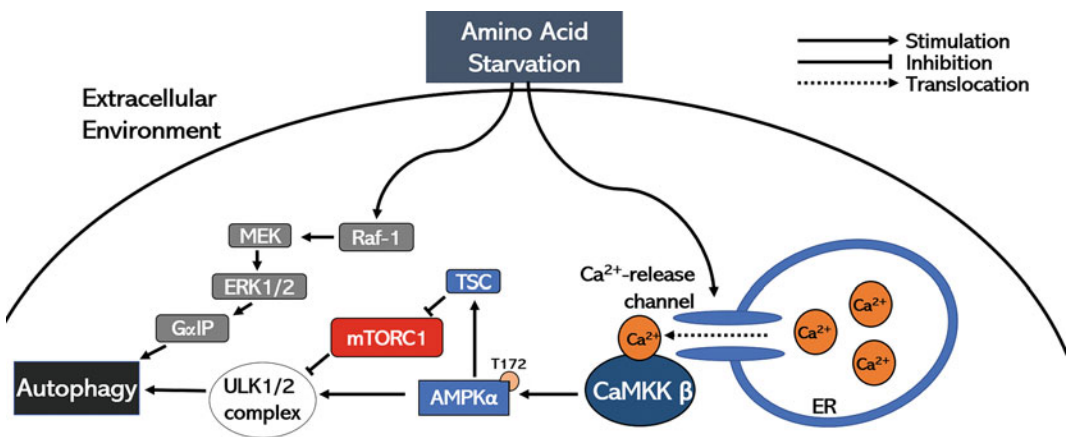 Amino Acid
Starvation
Stimulation
Inhibition
Translocation
Extracellular
Environment
MEK
Raf-1
ERK1/2
GαIP
TSC
mTORC1
Autophagy
ULK1/2
complex
AMPKα
T172
Ca²⁺-release
channel
Ca²⁺
CaMKK β
Ca²⁺
Ca²⁺
Ca²⁺
ER